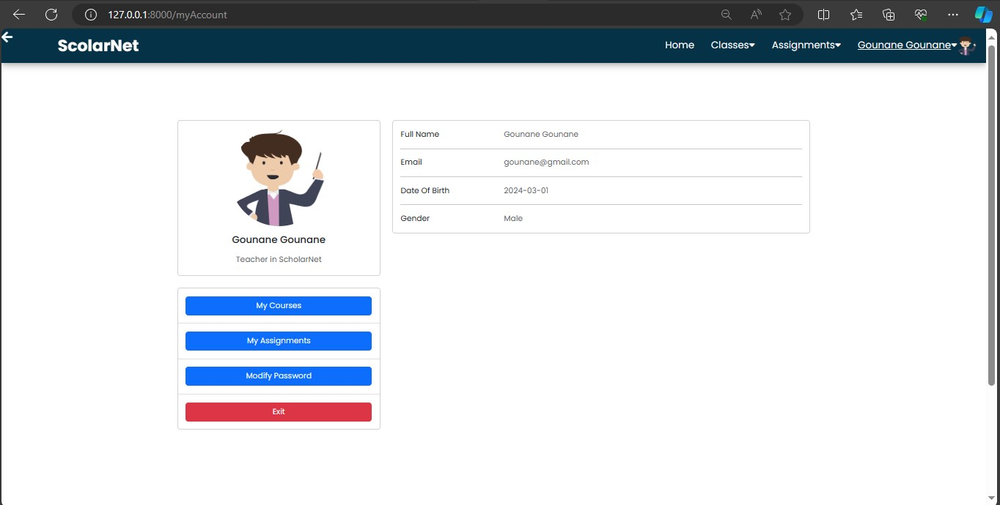 127.0.0.1:8000/myAccount
ScolarNet
Home Classes Assignments Gounane Gounane
Gounane Gounane
Teacher in ScholarNet
My Courses
My Assignments
Modify Password
Exit
Full Name Gounane Gounane
Email gounane@gmail.com
Date Of Birth 2024-03-01
Gender Male